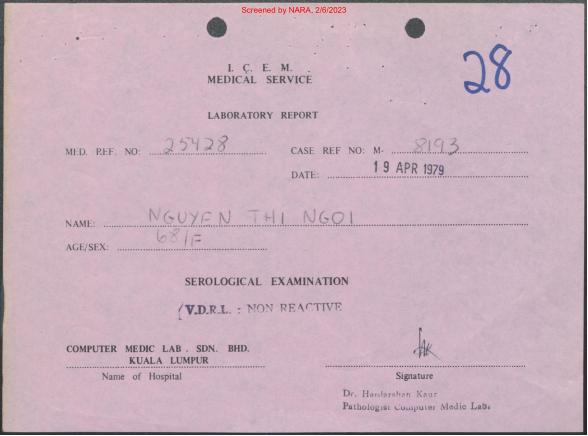 Screened by NARA, 2/6/2023
28
I. C. E. M.
MEDICAL SERVICE
LABORATORY REPORT
MED. REF. NO: 25428 CASE REF NO: M- 8193
DATE: 19 APR 1979
NAME: NGUYEN THI NGOI
AGE/SEX: 68/F
SEROLOGICAL EXAMINATION
(V.D.R.L. : NON REACTIVE
COMPUTER MEDIC LAB. SDN. BHD.
KUALA LUMPUR
Name of Hospital Signature
Dr. Hardarshan Kaur
Pathologist Computer Medic Lab.